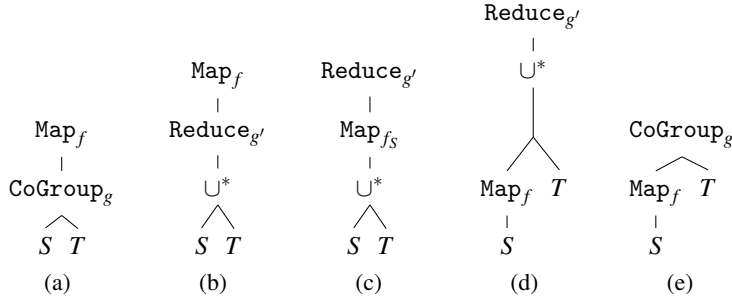 Reduce_g′
Map_f Reduce_g′ ∪*
Map_f Reduce_g′ Map_f_S CoGroup_g
CoGroup_g ∪* ∪* Map_f T Map_f T
S T S T S T S S
(a) (b) (c) (d) (e)